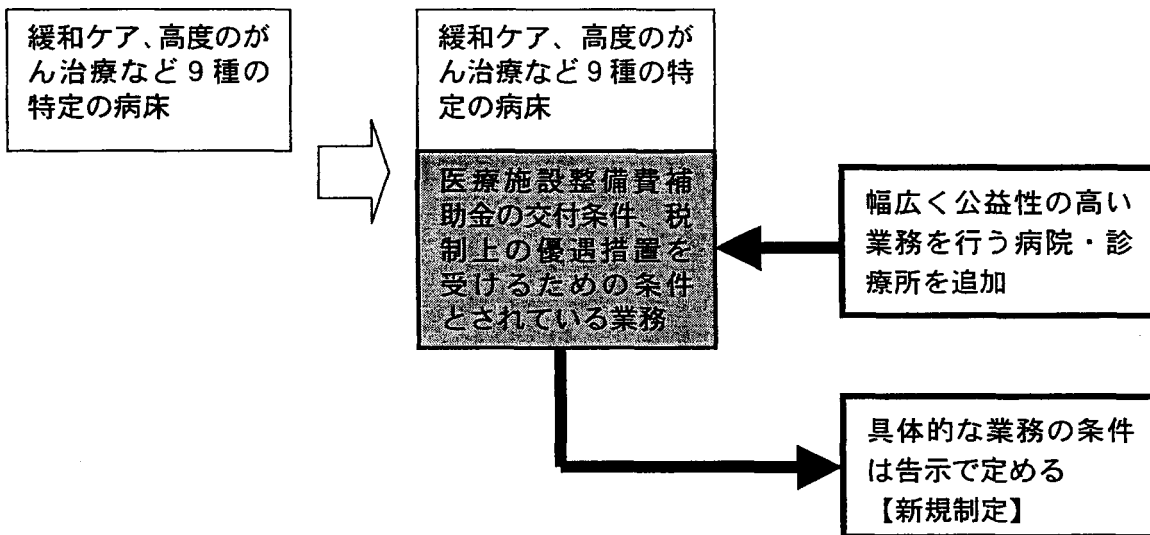 緩和ケア、高度のが
ん治療など9種の
特定の病床
緩和ケア、高度のが
ん治療など9種の特
定の病床
医療施設整備費補
助金の交付条件、税
制上の優遇措置を
受けるための条件
とされている業務
幅広く公益性の高い
業務を行う病院・診
療所を追加
具体的な業務の条件
は告示で定める
【新規制定】